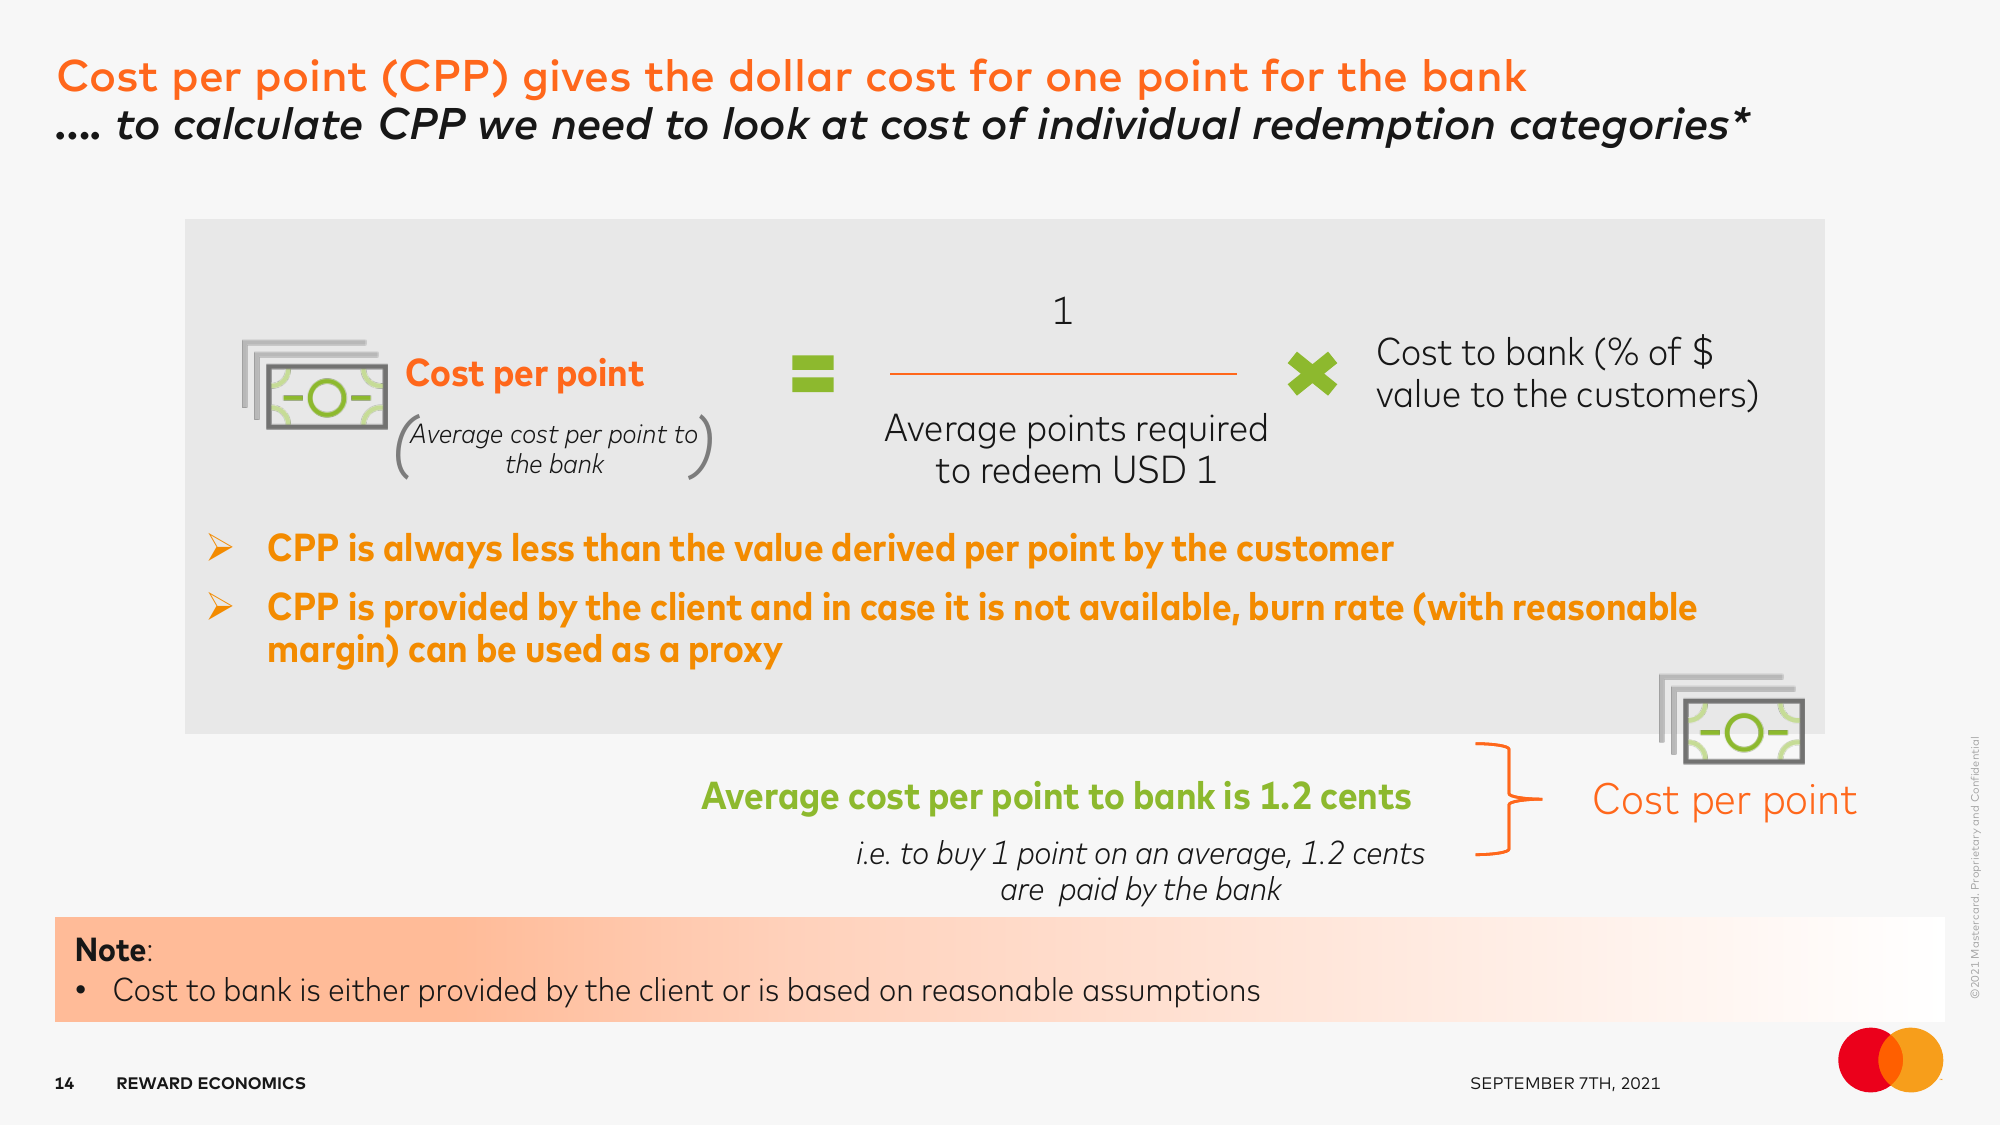 Cost per point (CPP) gives the dollar cost for one point for the bank
.... to calculate CPP we need to look at cost of individual redemption categories*
Cost per point
(Average cost per point to
the bank)
=
1
Average points required
to redeem USD 1
✖
Cost to bank (% of $
value to the customers)
➢ CPP is always less than the value derived per point by the customer
➢ CPP is provided by the client and in case it is not available, burn rate (with reasonable
margin) can be used as a proxy
Average cost per point to bank is 1.2 cents
i.e. to buy 1 point on an average, 1.2 cents
are  paid by the bank
Cost per point
Note:
• Cost to bank is either provided by the client or is based on reasonable assumptions
©2021 Mastercard. Proprietary and Confidential
14 REWARD ECONOMICS
SEPTEMBER 7TH, 2021